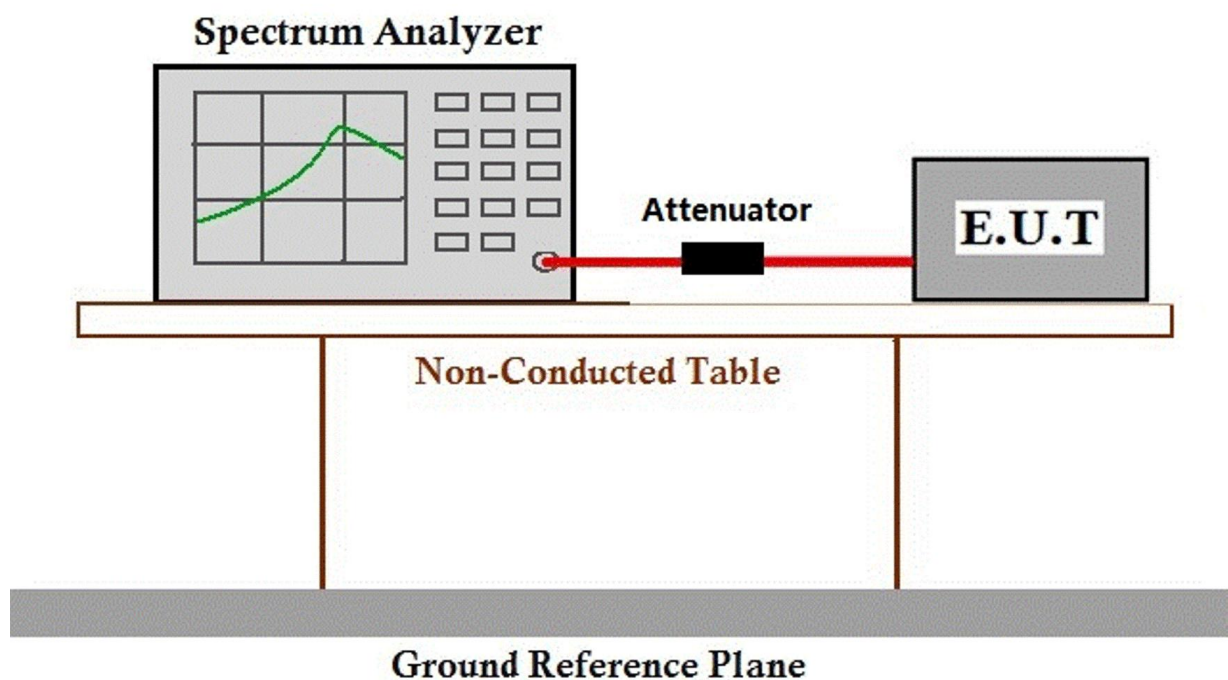 Spectrum Analyzer
Attenuator
E.U.T
Non-Conducted Table
Ground Reference Plane